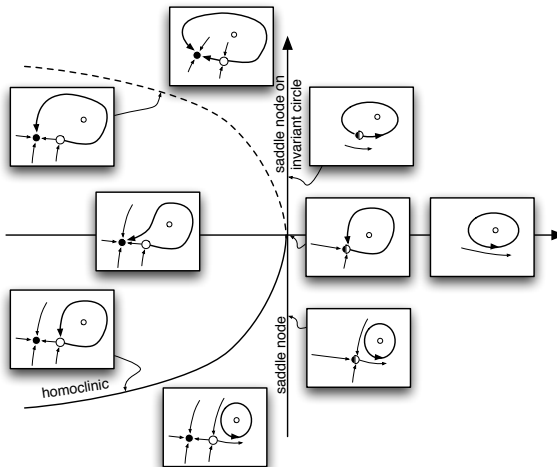 saddle node on
invariant circle
saddle node
homoclinic